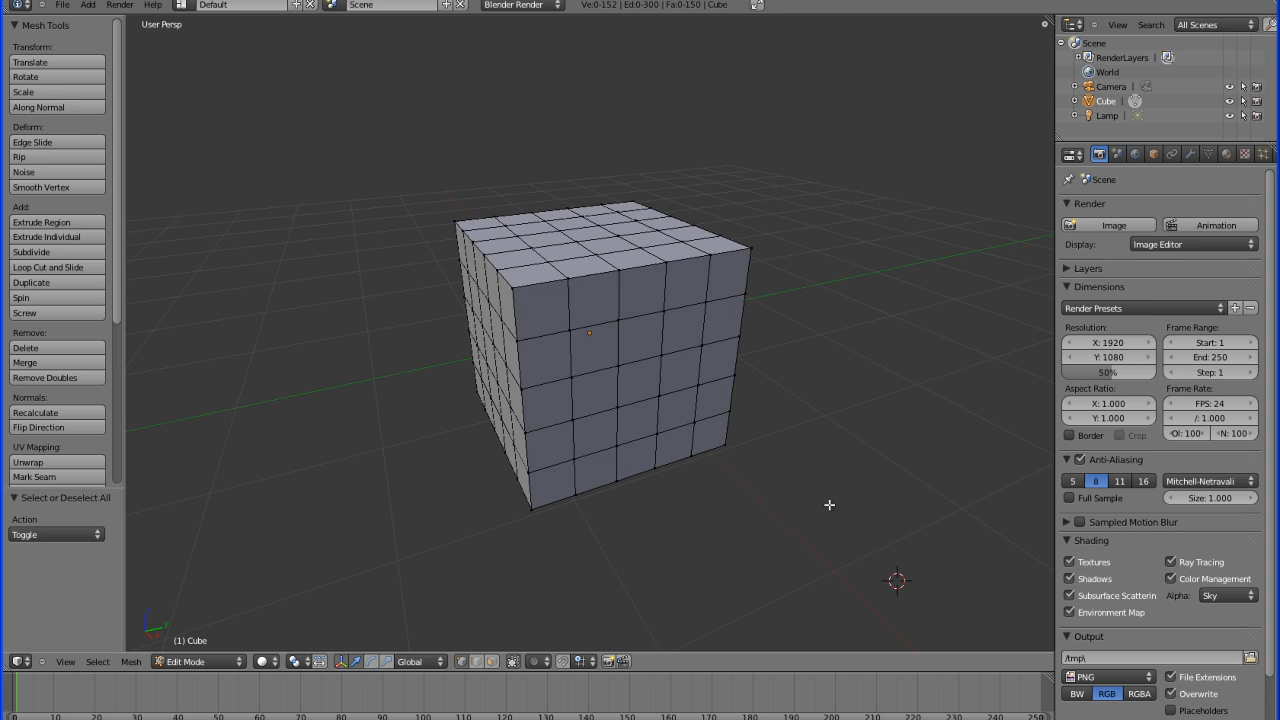 File Add Render Help Default Scene Blender Render Ve:0-152 | Ed:0-300 | Fa:0-150 | Cube
Mesh Tools
Transform:
Translate
Rotate
Scale
Along Normal
Deform:
Edge Slide
Rip
Noise
Smooth Vertex
Add:
Extrude Region
Extrude Individual
Subdivide
Loop Cut and Slide
Duplicate
Spin
Screw
Remove:
Delete
Merge
Remove Doubles
Normals:
Recalculate
Flip Direction
UV Mapping:
Unwrap
Mark Seam
Select or Deselect All
Action
Toggle
User Persp
(1) Cube
View Select Mesh Edit Mode Global
0 10 20 30 40 50 60 70 80 90 100 110 120 130 140 150 160 170 180 190 200 210 220 230 240 250
View Search All Scenes
Scene
RenderLayers |
World
Camera |
Cube |
Lamp |
Scene
Render
Image Animation
Display: Image Editor
Layers
Dimensions
Render Presets
Resolution: Frame Range:
X: 1920 Start: 1
Y: 1080 End: 250
50% Step: 1
Aspect Ratio: Frame Rate:
X: 1.000 FPS: 24
Y: 1.000 /: 1.000
Border Crop Ol: 100 N: 100
Anti-Aliasing
5 8 11 16 Mitchell-Netravali
Full Sample Size: 1.000
Sampled Motion Blur
Shading
Textures Ray Tracing
Shadows Color Management
Subsurface Scatterin Alpha: Sky
Environment Map
Output
/tmp\
PNG File Extensions
BW RGB RGBA Overwrite
Placeholders